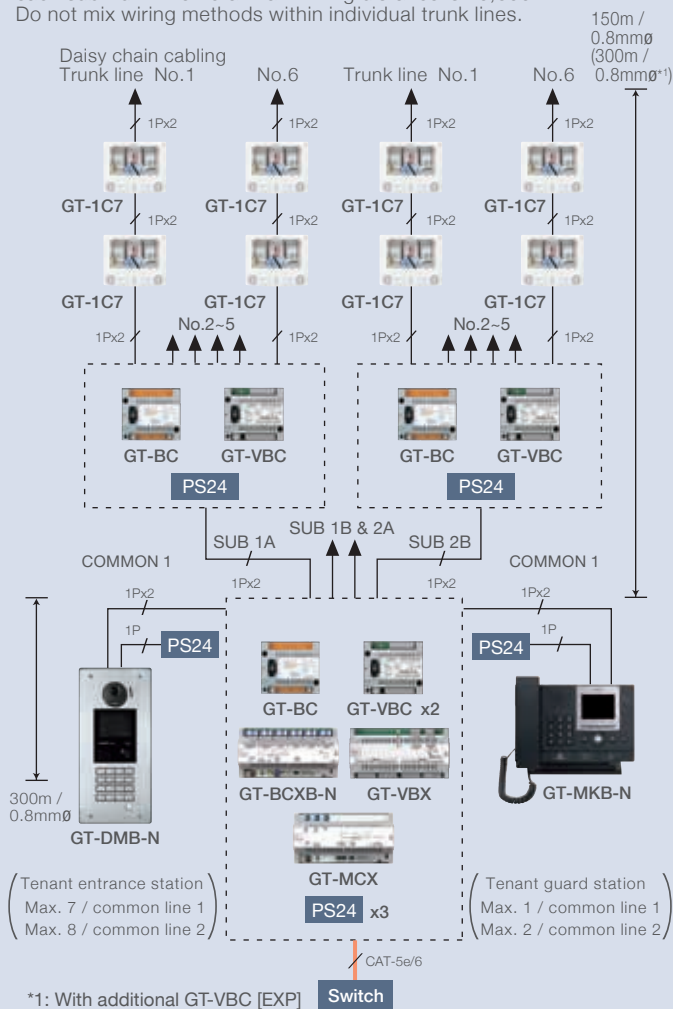 Do not mix wiring methods within individual trunk lines.
150m /
0.8mmø
(300m /
0.8mmø*1)
Daisy chain cabling
Trunk line No.1 No.6 Trunk line No.1 No.6
1Px2 1Px2 1Px2 1Px2
GT-1C7 GT-1C7 GT-1C7 GT-1C7
1Px2 1Px2 1Px2 1Px2
GT-1C7 GT-1C7 GT-1C7 GT-1C7
1Px2 No.2~5 1Px2 1Px2 No.2~5 1Px2
GT-BC GT-VBC GT-BC GT-VBC
PS24 PS24
SUB 1B & 2A
SUB 1A SUB 2B
COMMON 1 COMMON 1
1Px2 1Px2 1Px2 1Px2
1P PS24 PS24 1P
GT-BC GT-VBC x2
GT-BCXB-N GT-VBX
300m /
0.8mmø
GT-DMB-N GT-MKB-N
GT-MCX
Tenant entrance station
Max. 7 / common line 1
Max. 8 / common line 2
PS24 x3
Tenant guard station
Max. 1 / common line 1
Max. 2 / common line 2
CAT-5e/6
*1: With additional GT-VBC [EXP] Switch